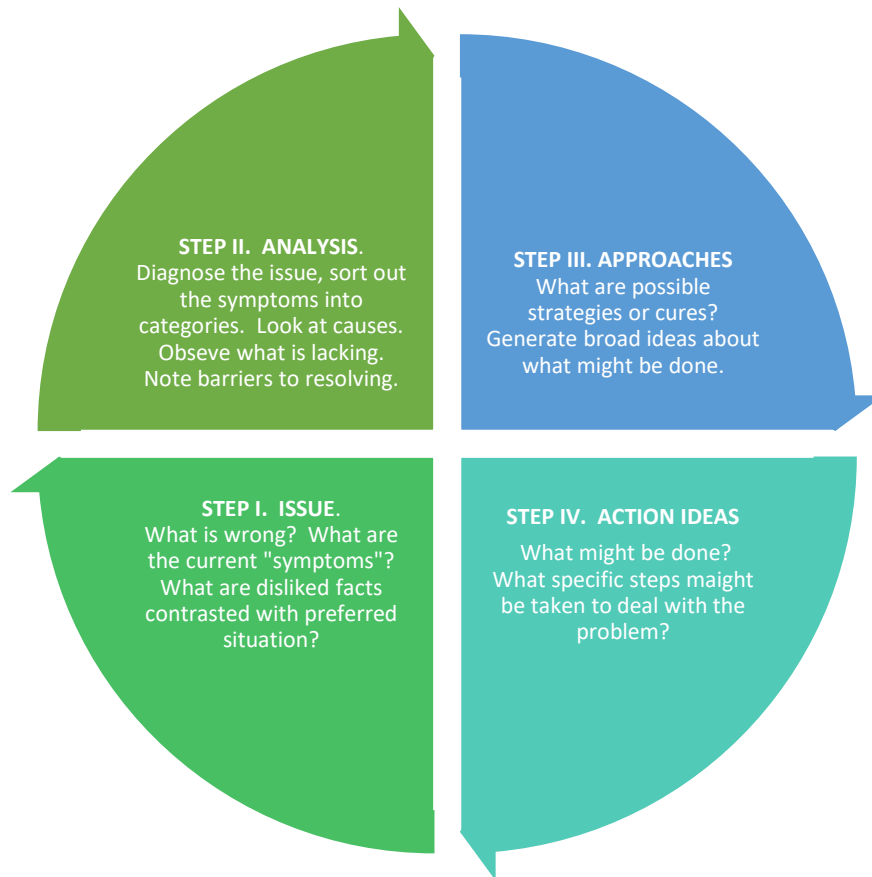 STEP II.  ANALYSIS.
Diagnose the issue, sort out
the symptoms into
categories.  Look at causes.
Obseve what is lacking.
Note barriers to resolving.
STEP III. APPROACHES
What are possible
strategies or cures?
Generate broad ideas about
what might be done.
STEP I.  ISSUE.
What is wrong?  What are
the current "symptoms"?
What are disliked facts
contrasted with preferred
situation?
STEP IV.  ACTION IDEAS
What might be done?
What specific steps maight
be taken to deal with the
problem?